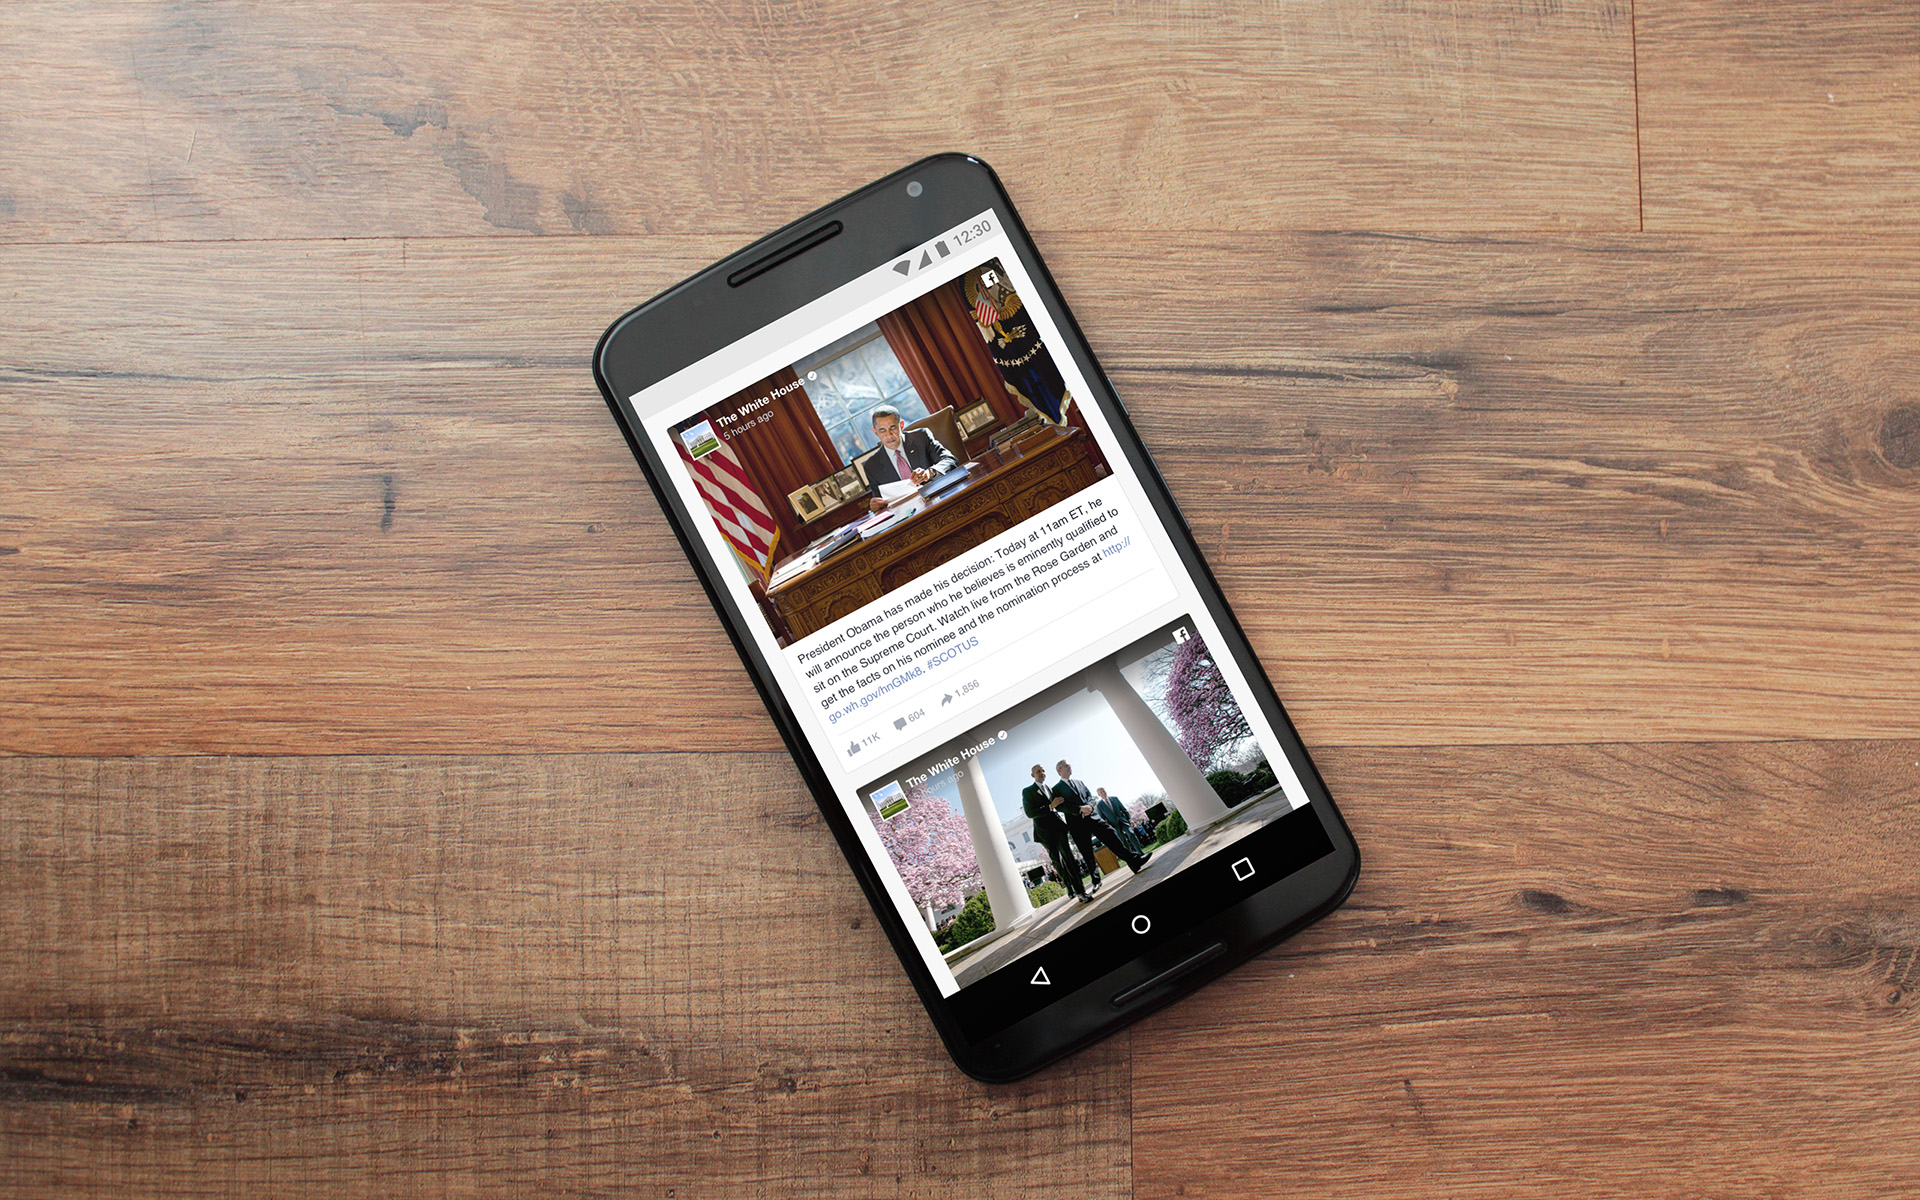 12:30
The White House
5 hours ago
President Obama has made his decision: Today at 11am ET, he
will announce the person who he believes is eminently qualified to
sit on the Supreme Court. Watch live from the Rose Garden and
get the facts on his nominee and the nomination process at http://
go.wh.gov/hnGMk8, #SCOTUS
11K 604 1,856
The White House
hours ago